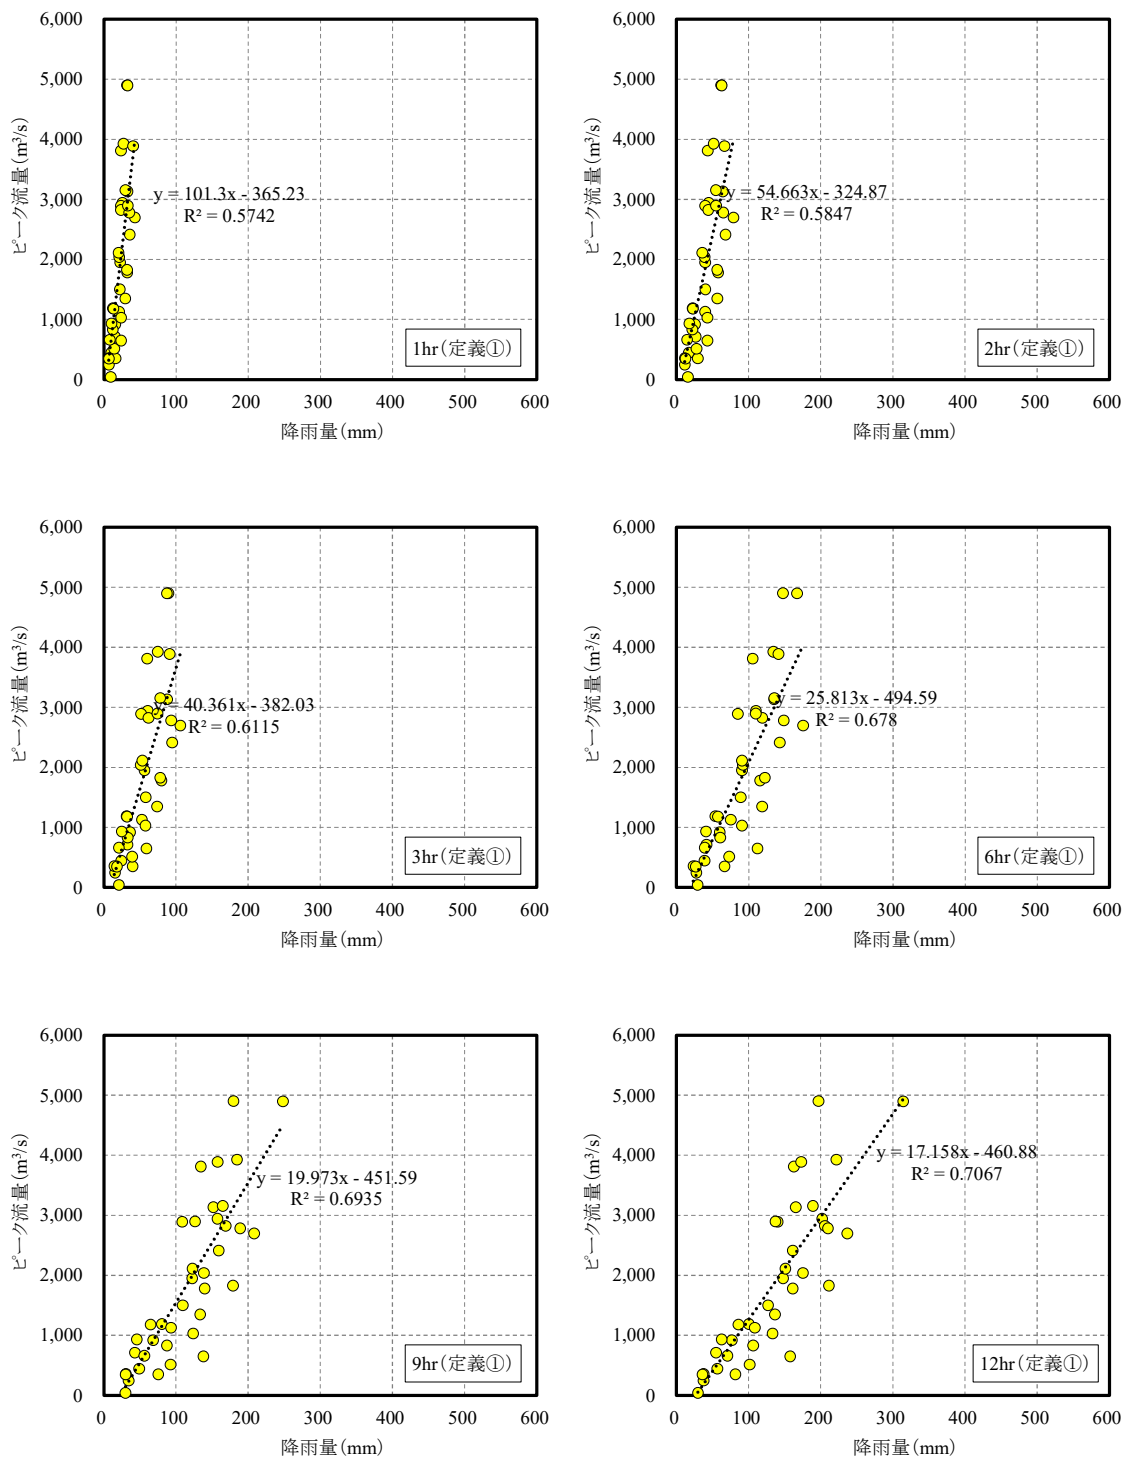 6,000
5,000
4,000
3,000
2,000
1,000
0
ピーク流量(m³/s)
y = 101.3x - 365.23
R² = 0.5742
1hr(定義①)
0 100 200 300 400 500 600
降雨量(mm)
6,000
5,000
4,000
3,000
2,000
1,000
0
ピーク流量(m³/s)
y = 54.663x - 324.87
R² = 0.5847
2hr(定義①)
0 100 200 300 400 500 600
降雨量(mm)
6,000
5,000
4,000
3,000
2,000
1,000
0
ピーク流量(m³/s)
y = 40.361x - 382.03
R² = 0.6115
3hr(定義①)
0 100 200 300 400 500 600
降雨量(mm)
6,000
5,000
4,000
3,000
2,000
1,000
0
ピーク流量(m³/s)
y = 25.813x - 494.59
R² = 0.678
6hr(定義①)
0 100 200 300 400 500 600
降雨量(mm)
6,000
5,000
4,000
3,000
2,000
1,000
0
ピーク流量(m³/s)
y = 19.973x - 451.59
R² = 0.6935
9hr(定義①)
0 100 200 300 400 500 600
降雨量(mm)
6,000
5,000
4,000
3,000
2,000
1,000
0
ピーク流量(m³/s)
y = 17.158x - 460.88
R² = 0.7067
12hr(定義①)
0 100 200 300 400 500 600
降雨量(mm)